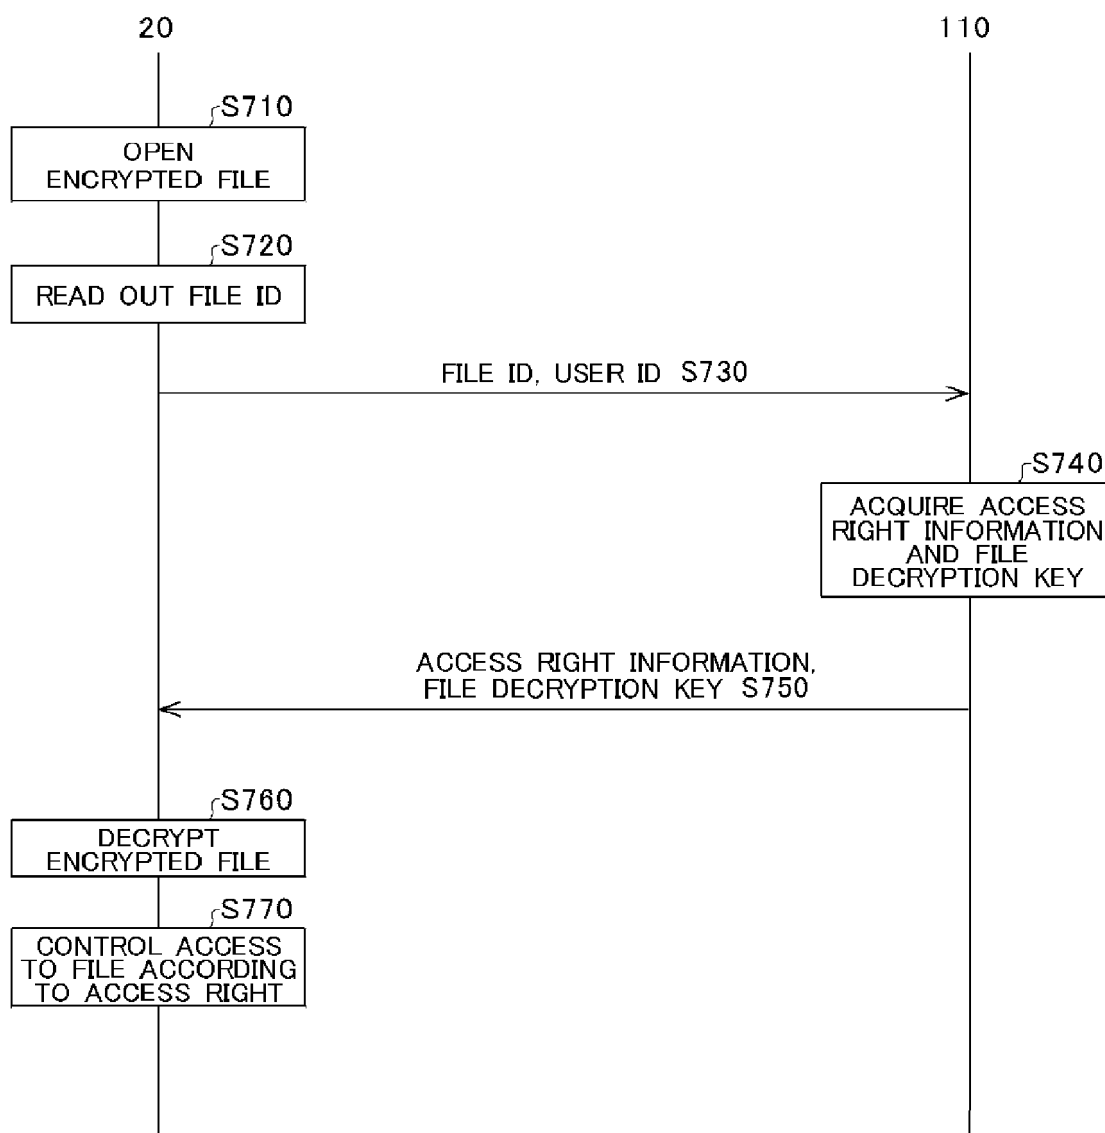 20
110
S710
OPEN
ENCRYPTED FILE
S720
READ OUT FILE ID
FILE ID, USER ID S730
S740
ACQUIRE ACCESS
RIGHT INFORMATION
AND FILE
DECRYPTION KEY
ACCESS RIGHT INFORMATION,
FILE DECRYPTION KEY S750
S760
DECRYPT
ENCRYPTED FILE
S770
CONTROL ACCESS
TO FILE ACCORDING
TO ACCESS RIGHT